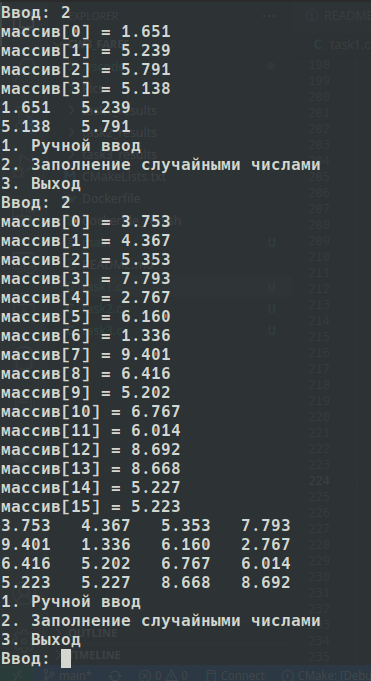 Ввод: 2
массив[0] = 1.651
массив[1] = 5.239
массив[2] = 5.791
массив[3] = 5.138
1.651 5.239
5.138 5.791
1. Ручной ввод
2. Заполнение случайными числами
3. Выход
Ввод: 2
массив[0] = 3.753
массив[1] = 4.367
массив[2] = 5.353
массив[3] = 7.793
массив[4] = 2.767
массив[5] = 6.160
массив[6] = 1.336
массив[7] = 9.401
массив[8] = 6.416
массив[9] = 5.202
массив[10] = 6.767
массив[11] = 6.014
массив[12] = 8.692
массив[13] = 8.668
массив[14] = 5.227
массив[15] = 5.223
3.753 4.367 5.353 7.793
9.401 1.336 6.160 2.767
6.416 5.202 6.767 6.014
5.223 5.227 8.668 8.692
1. Ручной ввод
2. Заполнение случайными числами
3. Выход
Ввод: